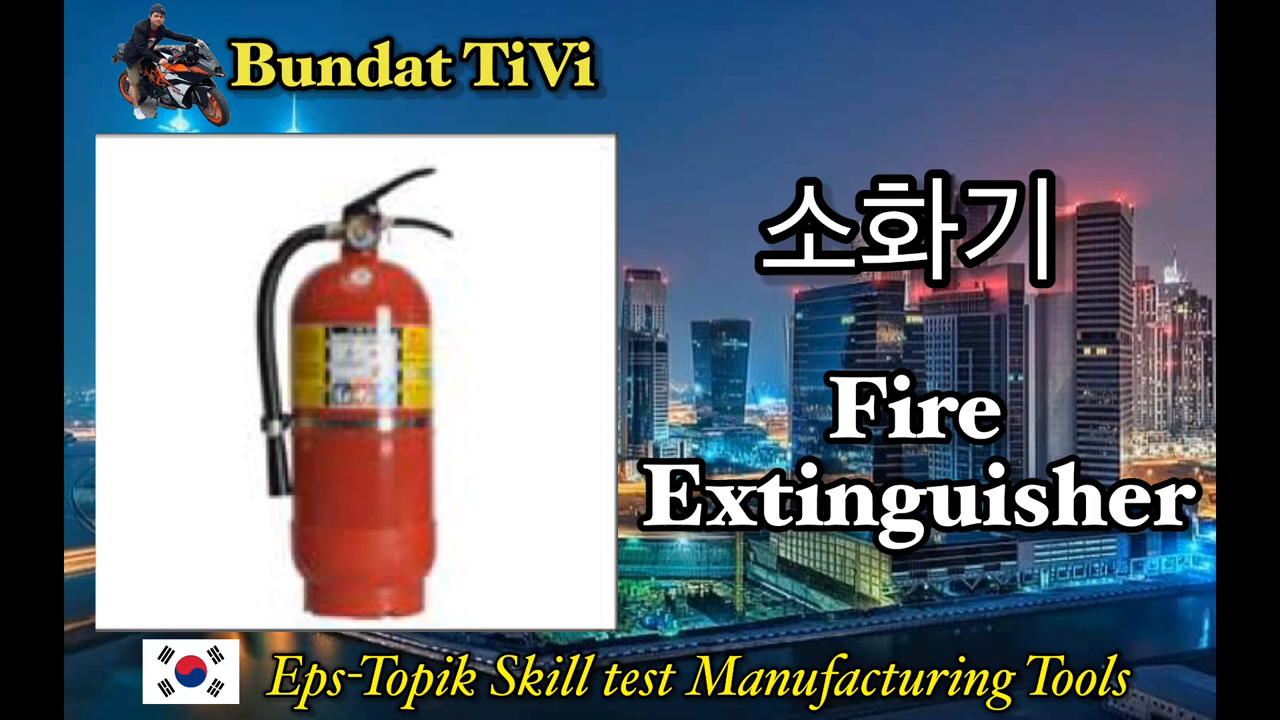 Bundat TiVi
소화기
Fire
Extinguisher
Eps-Topik Skill test Manufacturing Tools